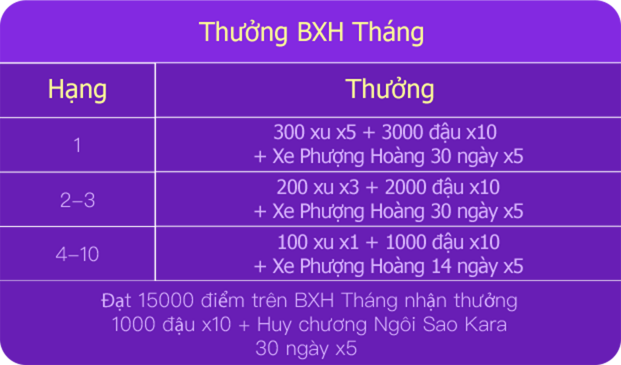 Thưởng BXH Tháng
Hạng
Thưởng
1
300 xu x5 + 3000 đậu x10
+ Xe Phượng Hoàng 30 ngày x5
2-3
200 xu x3 + 2000 đậu x10
+ Xe Phượng Hoàng 30 ngày x5
4-10
100 xu x1 + 1000 đậu x10
+ Xe Phượng Hoàng 14 ngày x5
Đạt 15000 điểm trên BXH Tháng nhận thưởng
1000 đậu x10 + Huy chương Ngôi Sao Kara
30 ngày x5